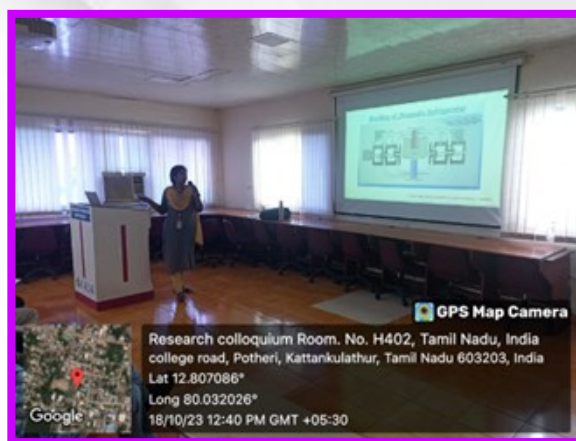 GPS Map Camera
Research colloquium Room. No. H402, Tamil Nadu, India
college road, Potheri, Kattankulathur, Tamil Nadu 603203, India
Lat 12.807086°
Long 80.032026°
18/10/23 12:40 PM GMT +05:30
Google